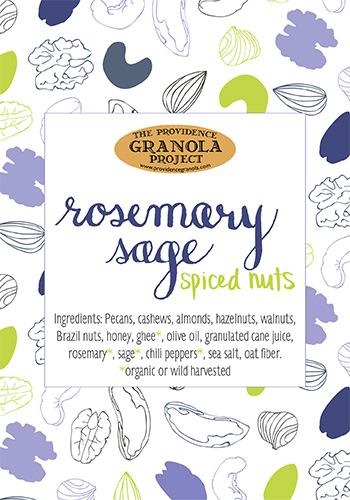 THE PROVIDENCE
GRANOLA
PROJECT
www.providencegranola.com
rosemary
sage
spiced nuts
Ingredients: Pecans, cashews, almonds, hazelnuts, walnuts,
Brazil nuts, honey, ghee*, olive oil, granulated cane juice,
rosemary*, sage*, chili peppers*, sea salt, oat fiber.
*organic or wild harvested